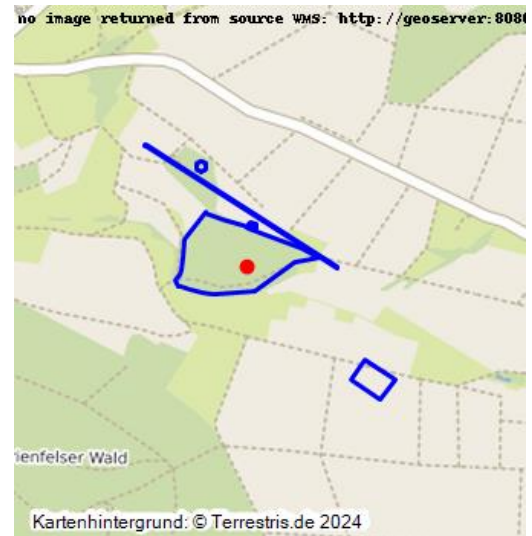 no image returned from source WMS: http://geoserver:808
ienfelser Wald
Kartenhintergrund: © Terrestris.de 2024